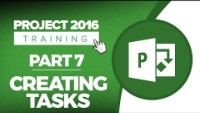 PROJECT 2016
TRAINING
PART 7
CREATING
TASKS
P